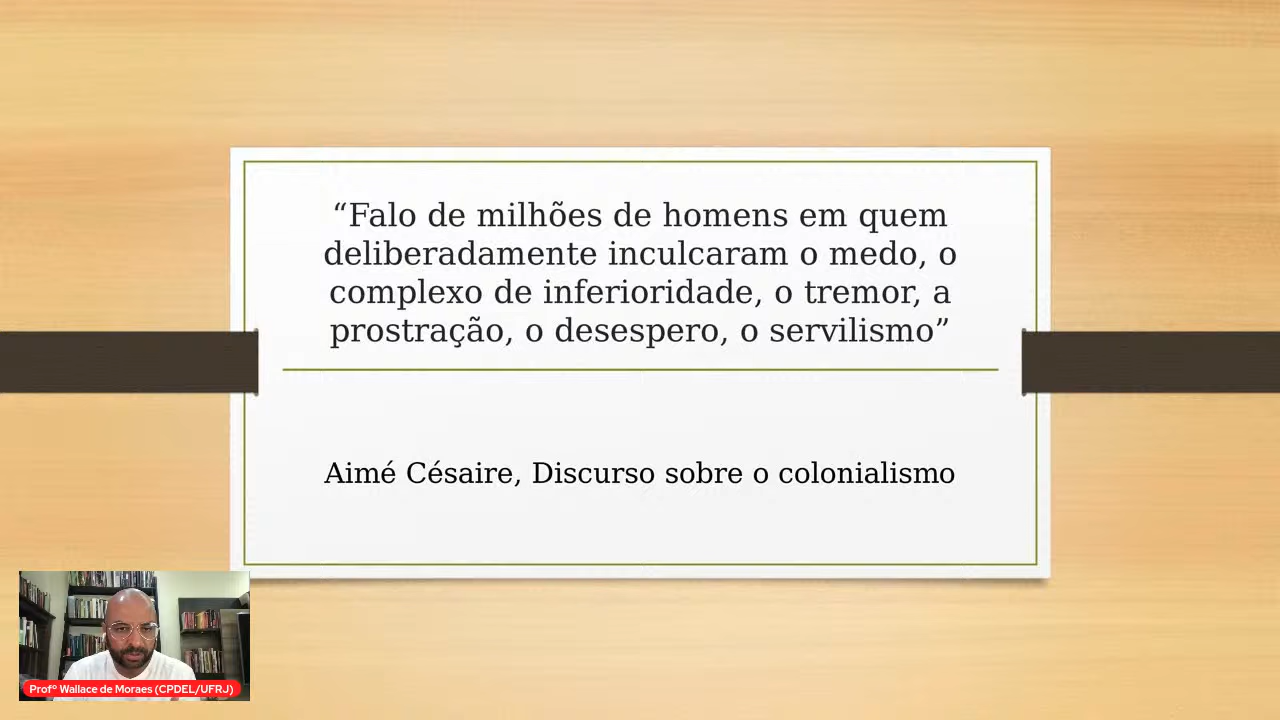 “Falo de milhões de homens em quem
deliberadamente inculcaram o medo, o
complexo de inferioridade, o tremor, a
prostração, o desespero, o servilismo”
Aimé Césaire, Discurso sobre o colonialismo
Profº Wallace de Moraes (CPDEL/UFRJ)